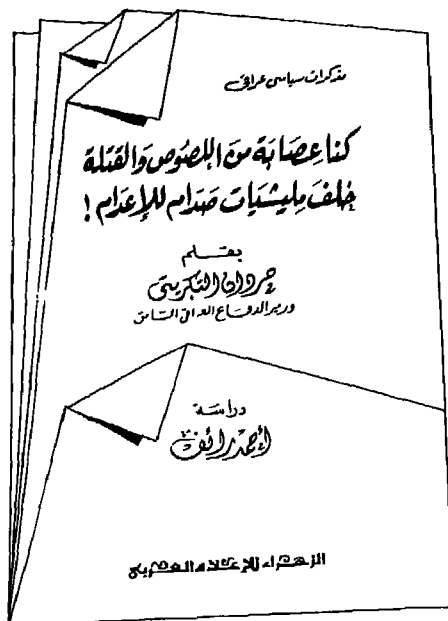 مذكرات سياسي عراقي
كنا عصابة من اللصوص والقتلة
خلف مليشيات صدام للإعدام !
بقلم
حردان التكريتي
وزير الدفاع العراقي السابق
دراسة
أحمد رائف
الزهراء للإعلام العربي